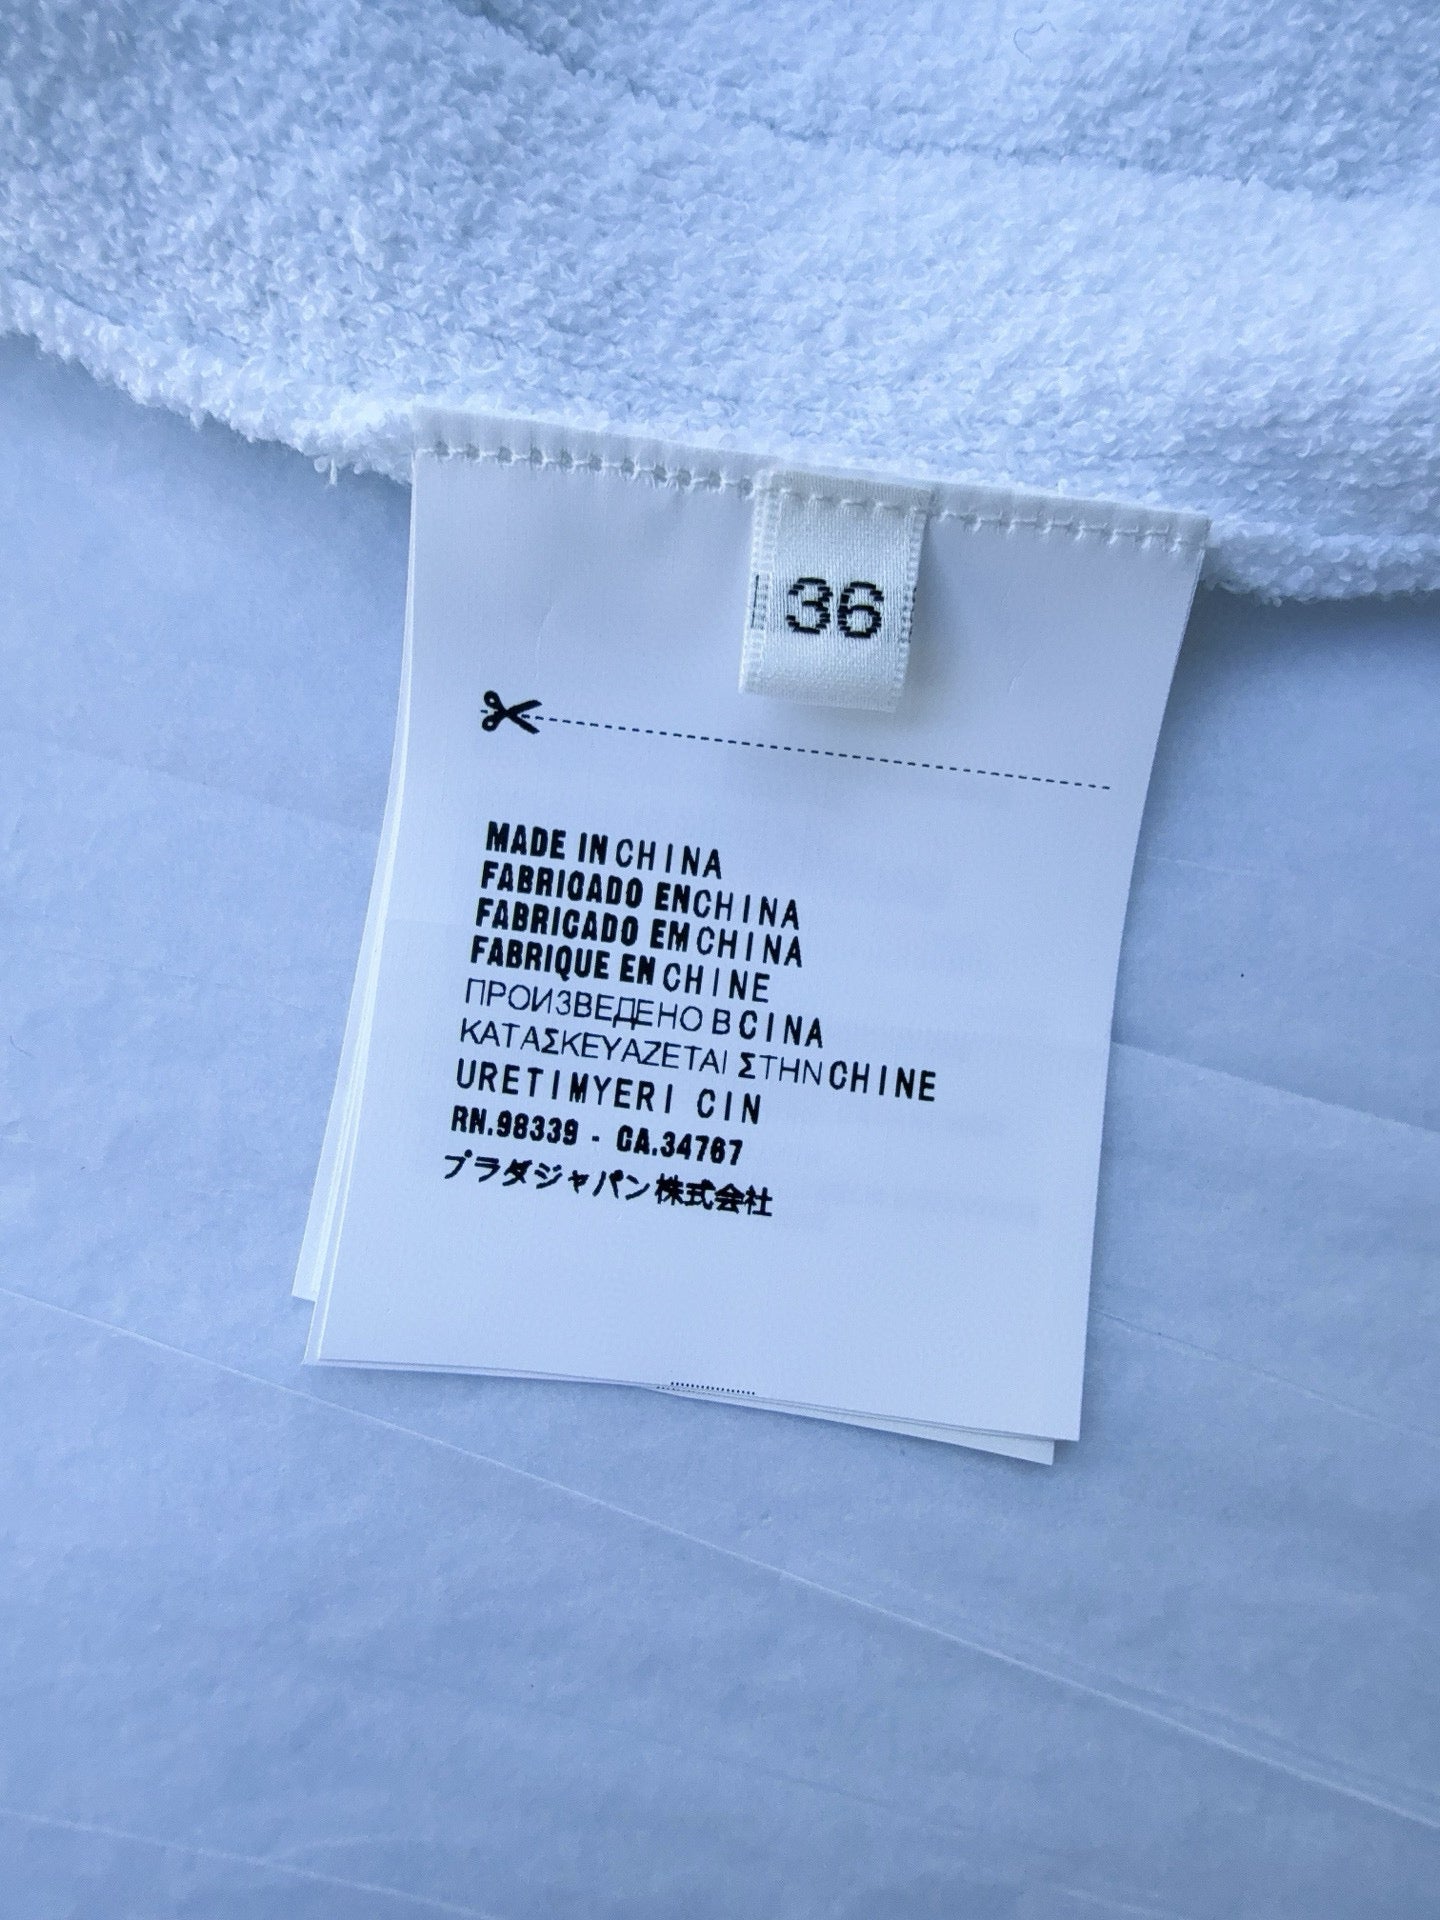 36
MADE IN CHINA
FABRICADO EN CHINA
FABRICADO EM CHINA
FABRIQUE EN CHINE
ПРОИЗВЕДЕНО В CINA
ΚΑΤΑΣΚΕΥΑΖΕΤΑΙ ΣΤΗΝ CHINE
URETIMYERI CIN
RN.98339 - CA.34767
プラダジャパン株式会社